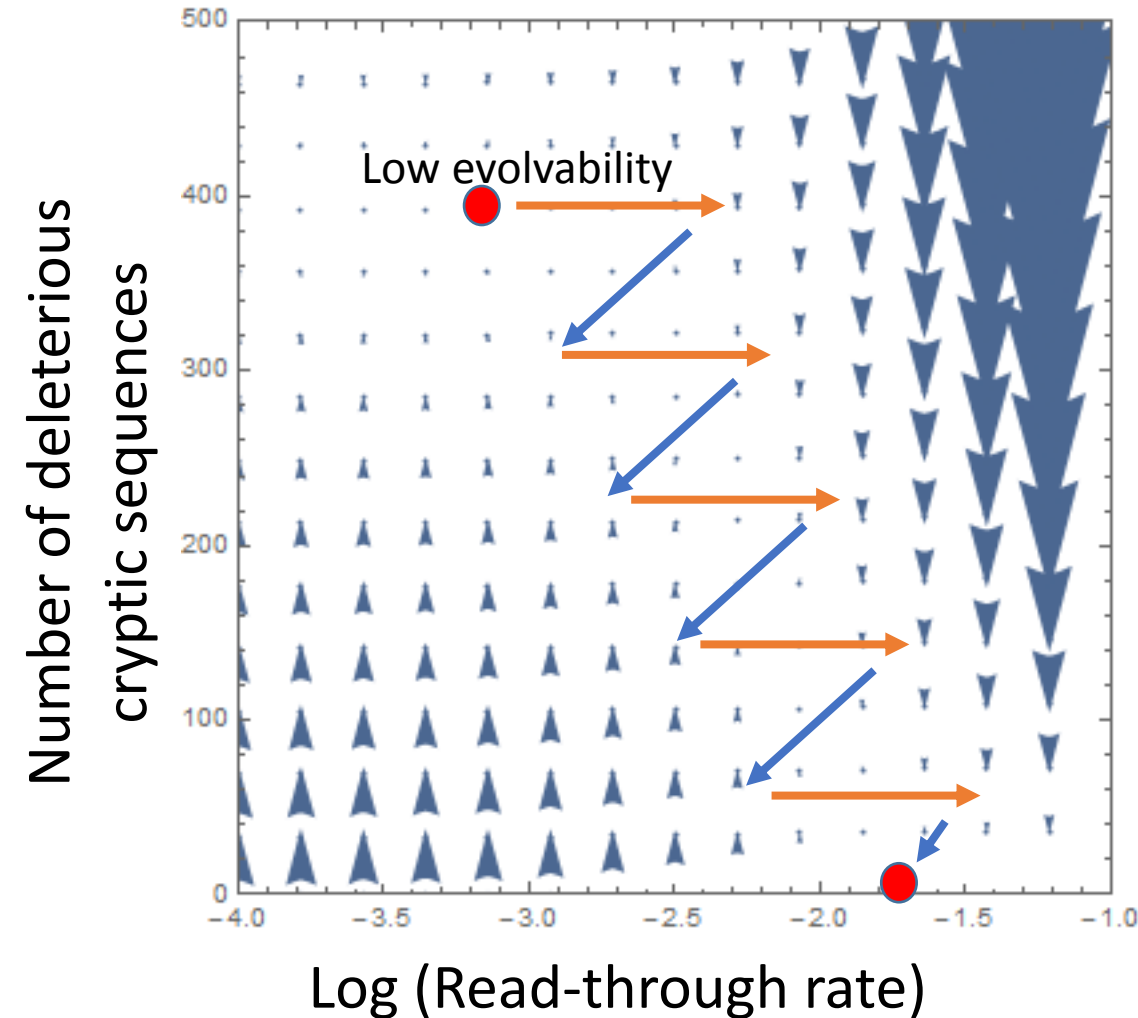 500
Low evolvability
400
300
200
100
0
Number of deleterious
cryptic sequences
−4.0 −3.5 −3.0 −2.5 −2.0 −1.5 −1.0
Log (Read-through rate)